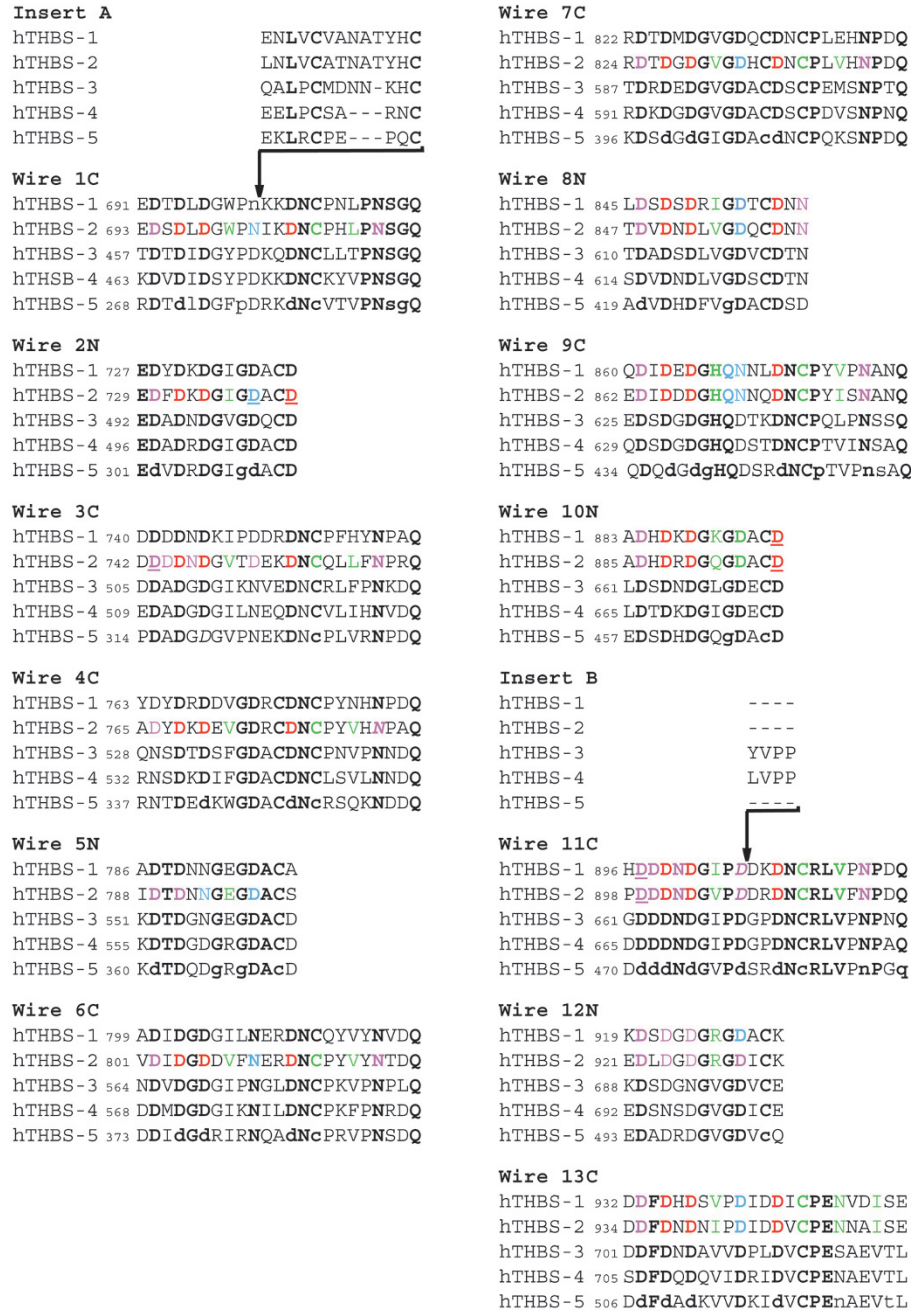 Insert A
hTHBS-1 ENLVCVANATYHC
hTHBS-2 LNLVCATNATYHC
hTHBS-3 QALPCMDNN-KHC
hTHBS-4 EELPCSA---RNC
hTHBS-5 EKLRCPE---PQC
Wire 1C
hTHBS-1 691 EDTDLDGWPnKKDNCPNLPNSGQ
hTHSB-2 693 EDSDLDGWPNIKDNCPHLPNSGQ
hTHBS-3 457 TDTDIDGYPDKQDNCLLTPNSGQ
hTHSB-4 463 KDVDIDSYPDKKDNCKYVPNSGQ
hTHBS-5 268 RDTdlDGFpDRKdNcVTVPNsgQ
Wire 2N
hTHBS-1 727 EDYDKDGIGDACD
hTHBS-2 729 EDFDKDGIGDACD
hTHBS-3 492 EDADNDGVGDQCD
hTHBS-4 496 EDADRDGIGDACD
hTHBS-5 301 EdVDRDGIgdACD
Wire 3C
hTHBS-1 740 DDDDNDKIPDDRDNCPFHYNPAQ
hTHBS-2 742 DDDDNDGVTDEKDNCQLLFNPRQ
hTHBS-3 505 DDADGDGIKNVEDNCRLFPNKDQ
hTHBS-4 509 EDADGDGILNEQDNCVLIHNVDQ
hTHBS-5 314 PDADGDGVPNEKDNcPLVRNPDQ
Wire 4C
hTHBS-1 763 YDYDRDDVGDRCDNCPYNHNPDQ
hTHBS-2 765 ADYDKDEVGDRCDNCPYVHNPAQ
hTHBS-3 528 QNSDTDSFGDACDNCPNVPNNDQ
hTHBS-4 532 RNSDKDIFGDACDNCLSVLNNDQ
hTHBS-5 337 RNTDEdKWGDACdNcRSQKNDDQ
Wire 5N
hTHBS-1 786 ADTDNNGEGDACA
hTHBS-2 788 IDTDNNGEGDACS
hTHBS-3 551 KDTDGNGEGDACD
hTHBS-4 555 KDTDGDGRGDACD
hTHBS-5 360 KdTDQDgRgDAcD
Wire 6C
hTHBS-1 799 ADIDGDGILNERDNCQYVYNVDQ
hTHBS-2 801 VDIDGDDVFNERDNCPYVYNTDQ
hTHBS-3 564 NDVDGDGIPNGLDNCPKVPNPLQ
hTHBS-4 568 DDMDGDGIKNILDNCPKFPNRDQ
hTHBS-5 373 DDIdGdRIRNQAdNcPRVPNSDQ
Wire 7C
hTHBS-1 822 RDTDMDGVGDQCDNCPLEHNPDQ
hTHBS-2 824 RDTDGDGVGDHCDNCPLVHNPDQ
hTHBS-3 587 TDRDEDGVGDACDSCPEMSNPTQ
hTHBS-4 591 RDKDGDGVGDACDSCPDVSNPNQ
hTHBS-5 396 KDSdGdGIGDAcdNCPQKSNPDQ
Wire 8N
hTHBS-1 845 LDSDSDRIGDTCDNN
hTHBS-2 847 TDVDNDLVGDQCDNN
hTHBS-3 610 TDADSDLVGDVCDTN
hTHBS-4 614 SDVDNDLVGDSCDTN
hTHBS-5 419 AdVDHDFVgDACDSD
Wire 9C
hTHBS-1 860 QDIDEDGHQNNLDNCPYVPNANQ
hTHBS-2 862 EDIDDDGHQNNQDNCPYISNANQ
hTHBS-3 625 EDSDGDGHQDTKDNCPQLPNSSQ
hTHBS-4 629 QDSDGDGHQDSTDNCPTVINSAQ
hTHBS-5 434 QDQdGdgHQDSRdNCpTVPnsAQ
Wire 10N
hTHBS-1 883 ADHDKDGKGDACD
hTHBS-2 885 ADHDRDGQGDACD
hTHBS-3 661 LDSDNDGLGDECD
hTHBS-4 661 LDTDKDGIGDECD
hTHBS-5 457 EDSDHDGQgDAcD
Insert B
hTHBS-1 ----
hTHBS-2 ----
hTHBS-3 YVPP
hTHBS-4 LVPP
hTHBS-5 ----
Wire 11C
hTHBS-1 896 HDDDNDGIPDDKDNCRLVPNPDQ
hTHBS-2 898 PDDDNDGVPDDRDNCRLVFNPDQ
hTHBS-3 661 GDDDNDGIPDGPDNCRLVPNPNQ
hTHBS-4 665 DDDDNDGIPDGPDNCRLVPNPAQ
hTHBS-5 470 DdddNdGVPdSRdNcRLVPnPGq
Wire 12N
hTHBS-1 919 KDSDGDGRGDACK
hTHBS-2 921 EDLDGDGRGDICK
hTHBS-3 688 KDSDGNGVGDVCE
hTHBS-4 692 EDSNSDGVGDICE
hTHBS-5 493 EDADRDGVGDVcQ
Wire 13C
hTHBS-1 932 DDFDHDSVPDIDDICPENVDISE
hTHBS-2 934 DDFDNDNIPDIDDVCPENNAISE
hTHBS-3 701 DDFDNDAVVDPLDVCPESAEVTL
hTHBS-4 705 SDFDQDQVIDRIDVCPENAEVTL
hTHBS-5 506 DdFdAdKVVDKIdVCPEnAEVtL